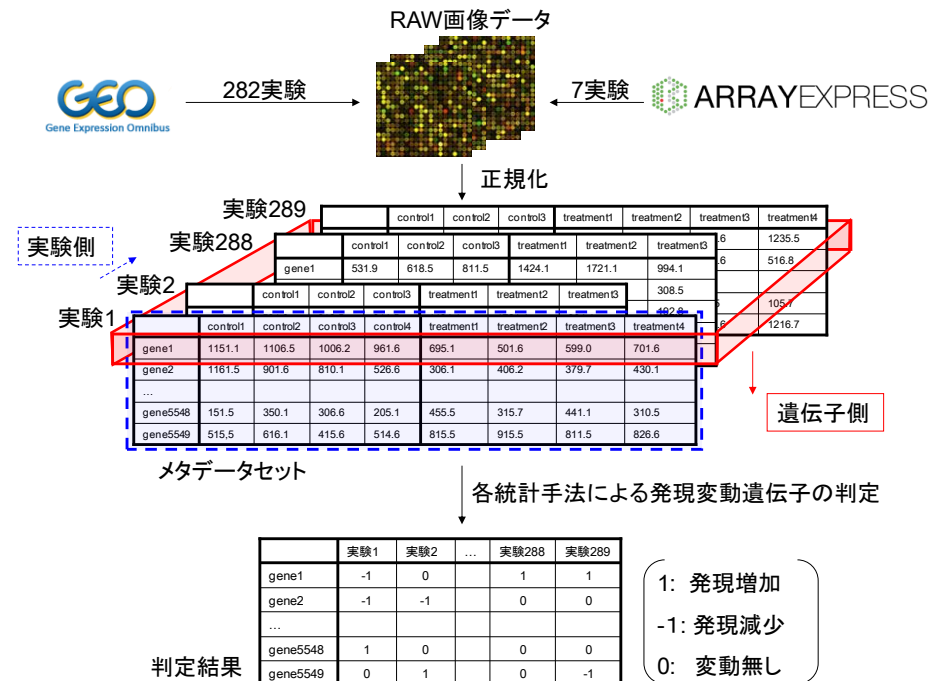 RAW画像データ
GEO
Gene Expression Omnibus
282実験
7実験
ARRAYEXPRESS
正規化
実験289
control1 control2 control3 treatment1 treatment2 treatment3 treatment4
1235.5
516.8
105.7
1216.7
実験288
control1 control2 control3 treatment1 treatment2 treatment3
gene1 531.9 618.5 811.5 1424.1 1721.1 994.1
308.5
実験側
実験2
control1 control2 control3 treatment1 treatment2 treatment3
実験1
control1 control2 control3 control4 treatment1 treatment2 treatment3 treatment4
gene1 1151.1 1106.5 1006.2 961.6 695.1 501.6 599.0 701.6
gene2 1161.5 901.6 810.1 526.6 306.1 406.2 379.7 430.1
…
gene5548 151.5 350.1 306.6 205.1 455.5 315.7 441.1 310.5
gene5549 515,5 616.1 415.6 514.6 815.5 915.5 811.5 826.6
遺伝子側
メタデータセット
各統計手法による発現変動遺伝子の判定
実験1 実験2 … 実験288 実験289
gene1 -1 0 1 1
gene2 -1 -1 0 0
…
gene5548 1 0 0 0
gene5549 0 1 0 -1
判定結果
1: 発現増加
-1: 発現減少
0: 変動無し